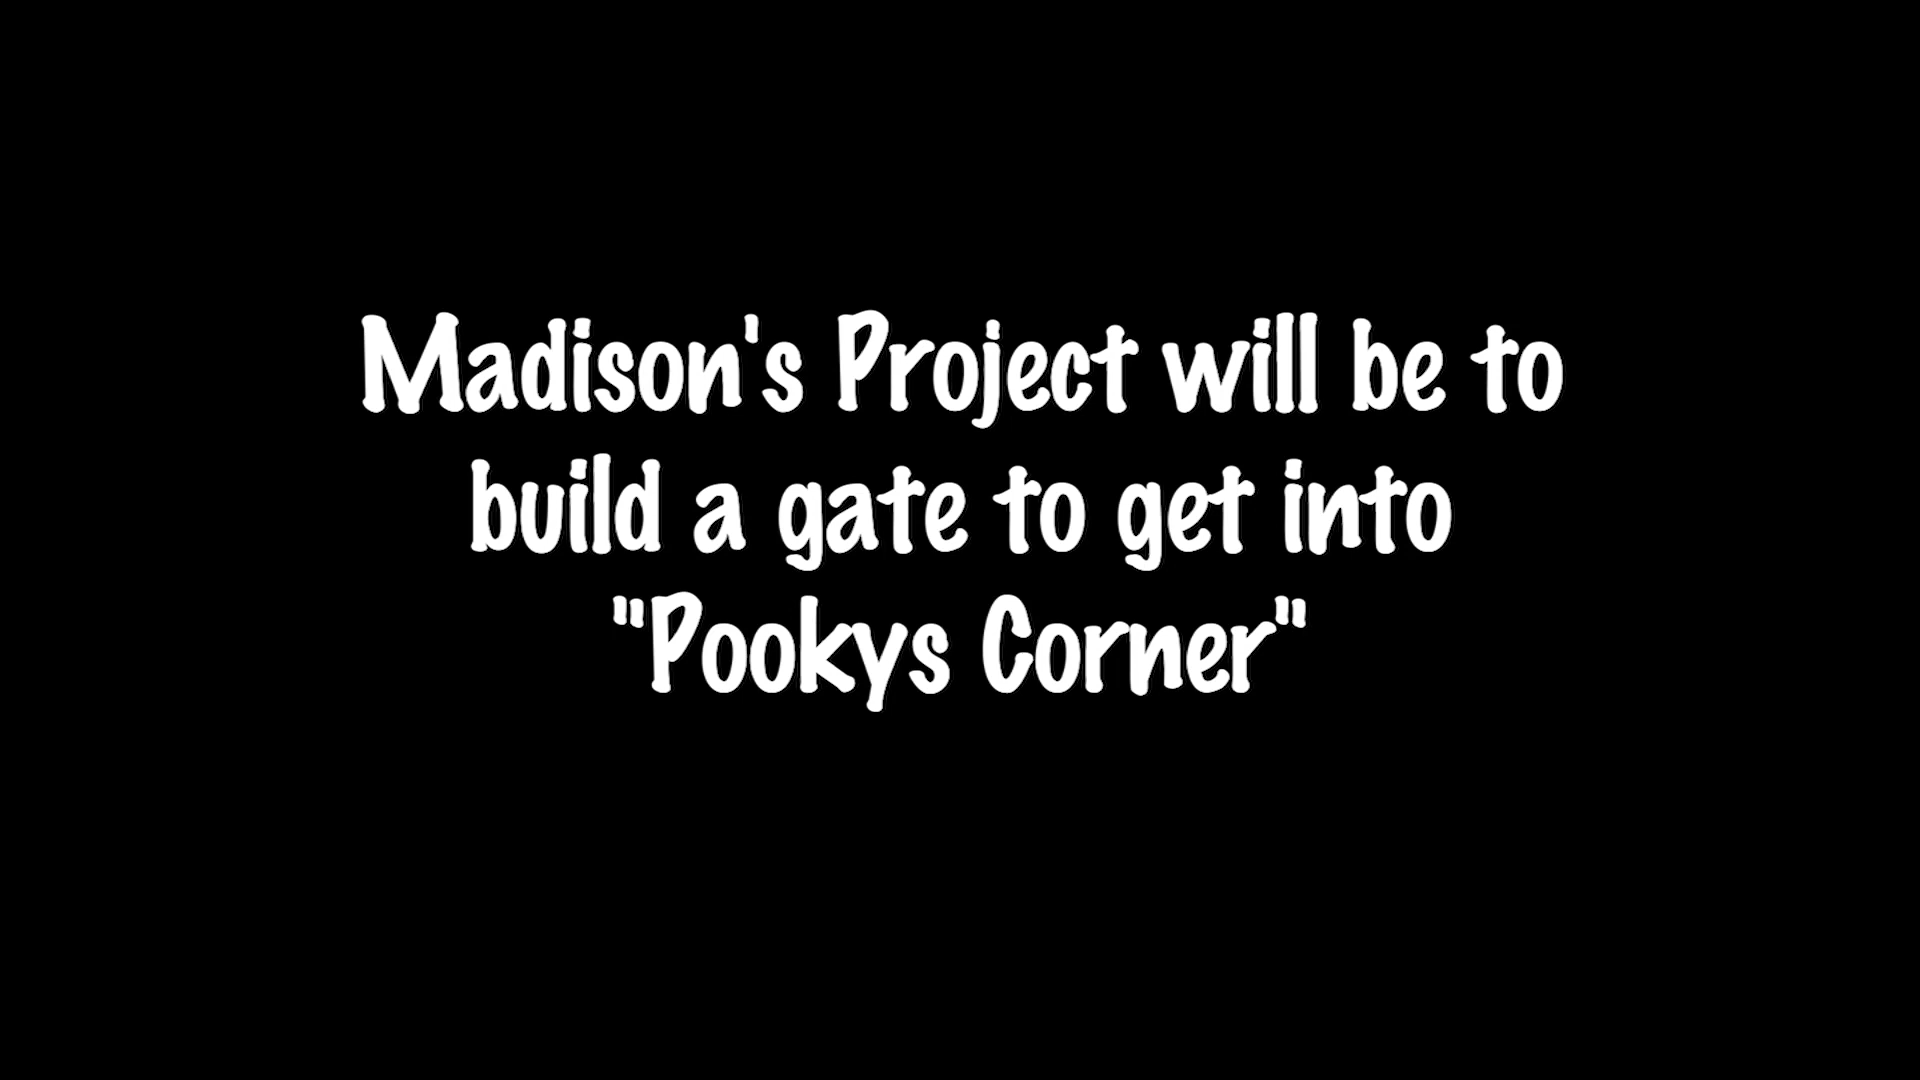 Madison's Project will be to
build a gate to get into
"Pookys Corner"